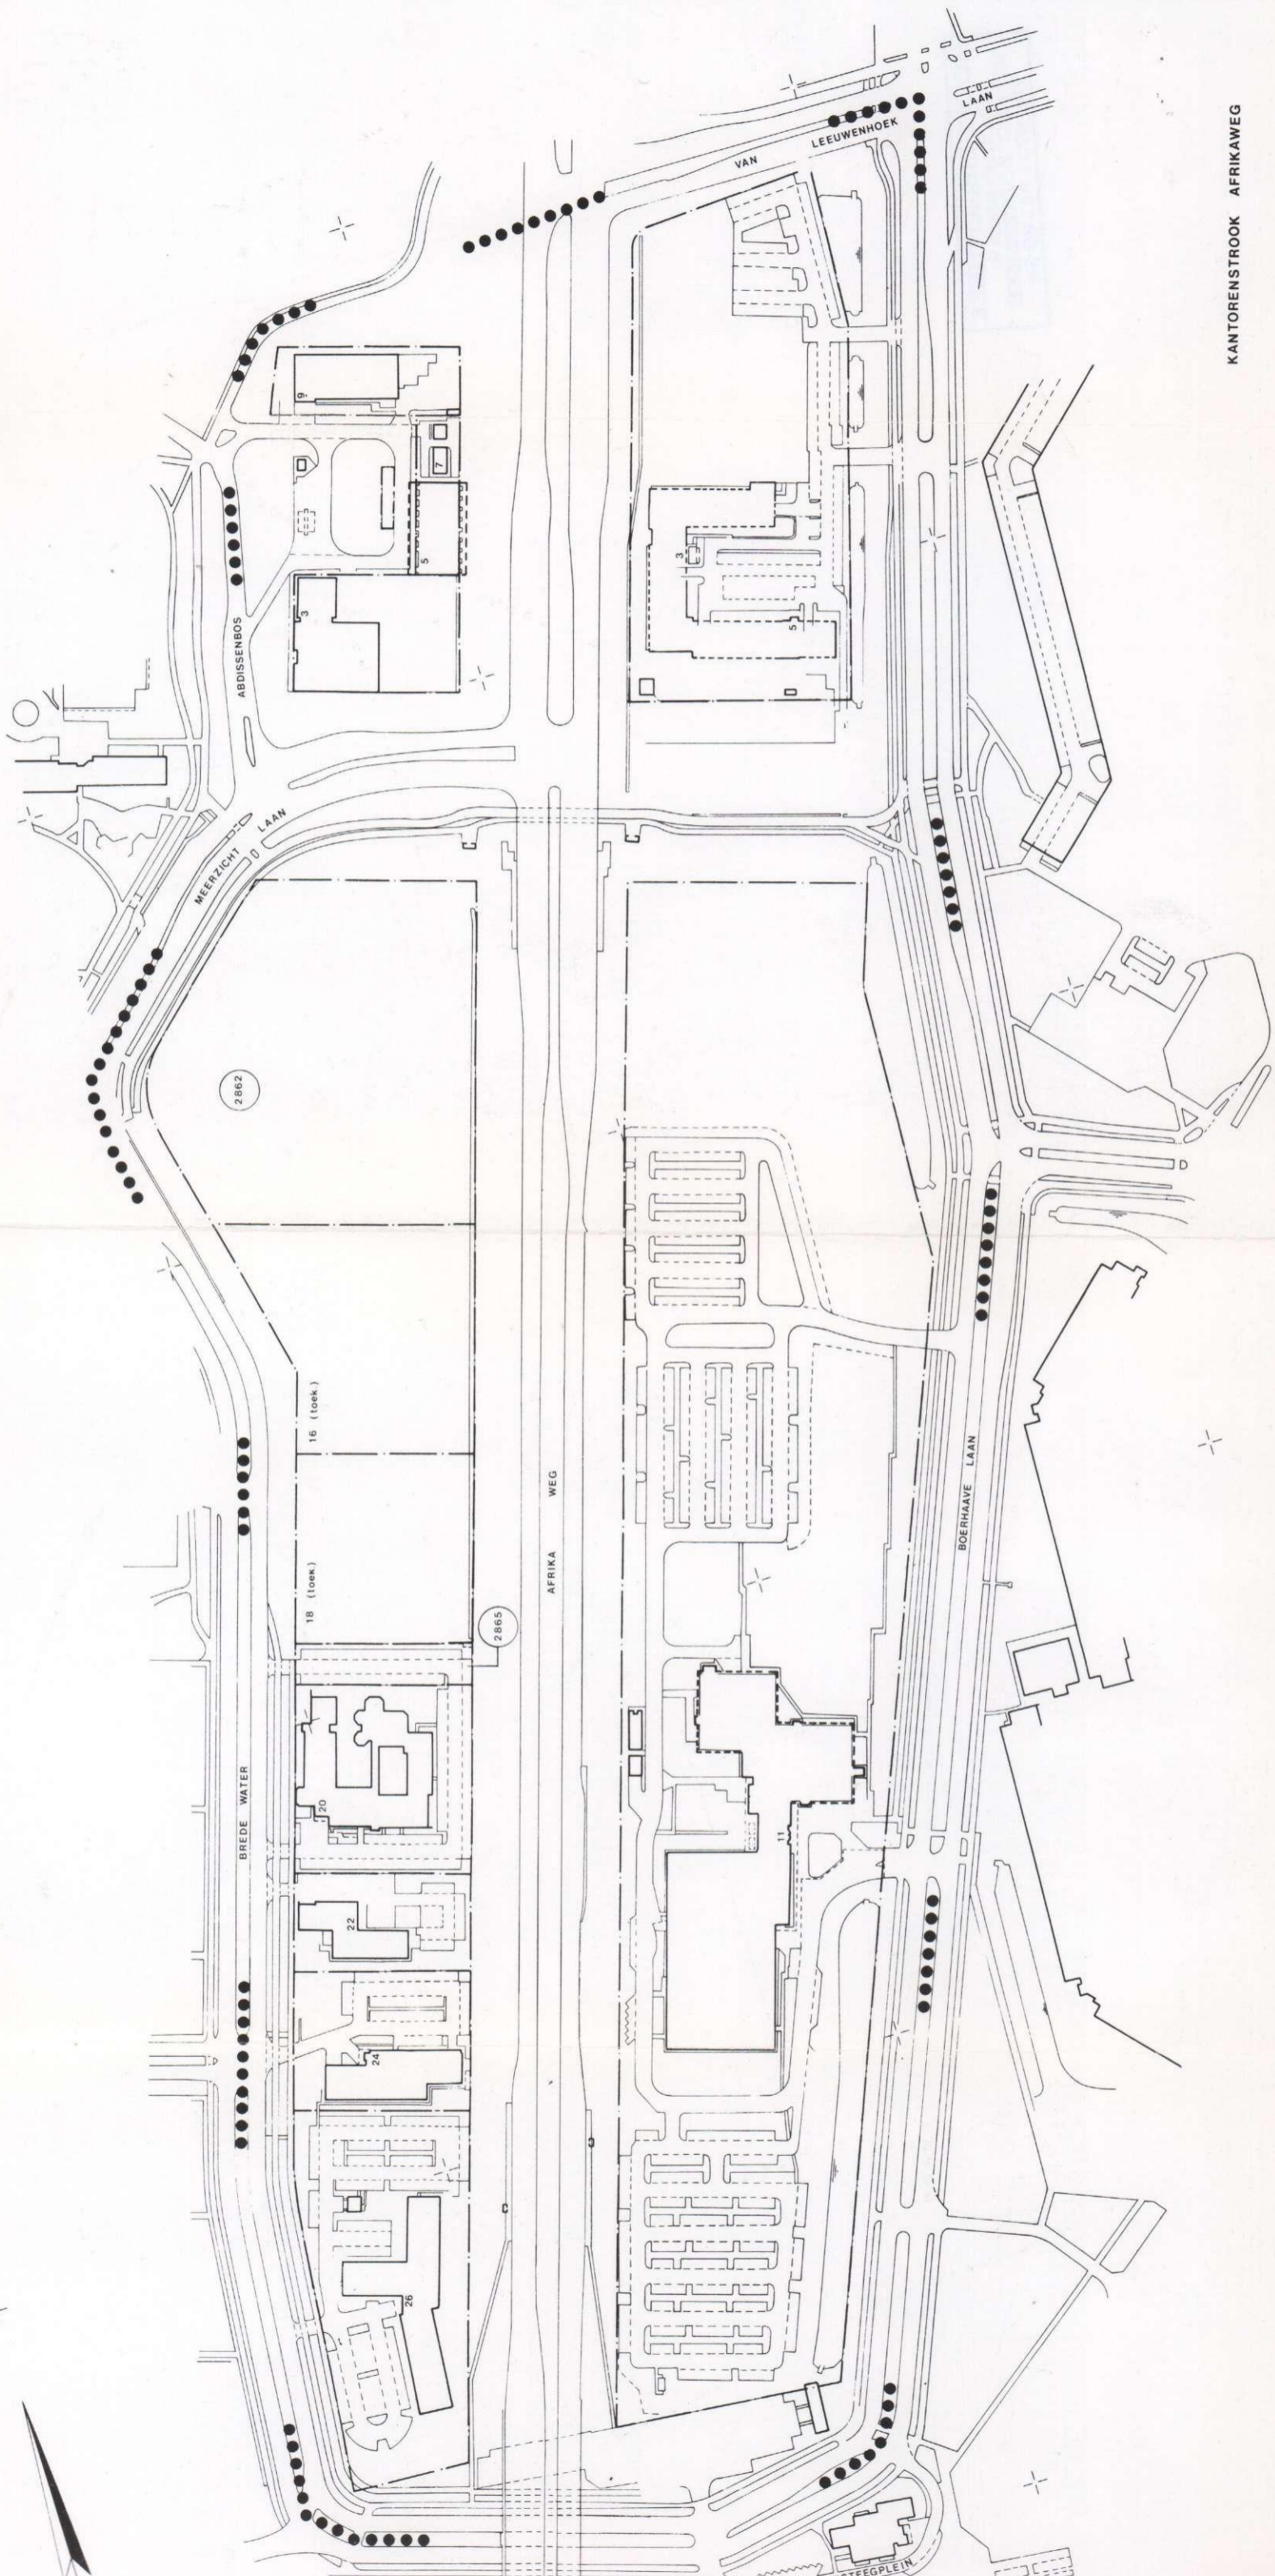 KANTORENSTROOK AFRIKAWEG
VAN LEEUWENHOEK LAAN
ABDISSENBOS
9
7
5
3
3
5
MEERZICHT LAAN
2862
16 (toek.)
18 (toek.)
2865
AFRIKA WEG
BOERHAAVE LAAN
BREDE WATER
20
22
24
26
11